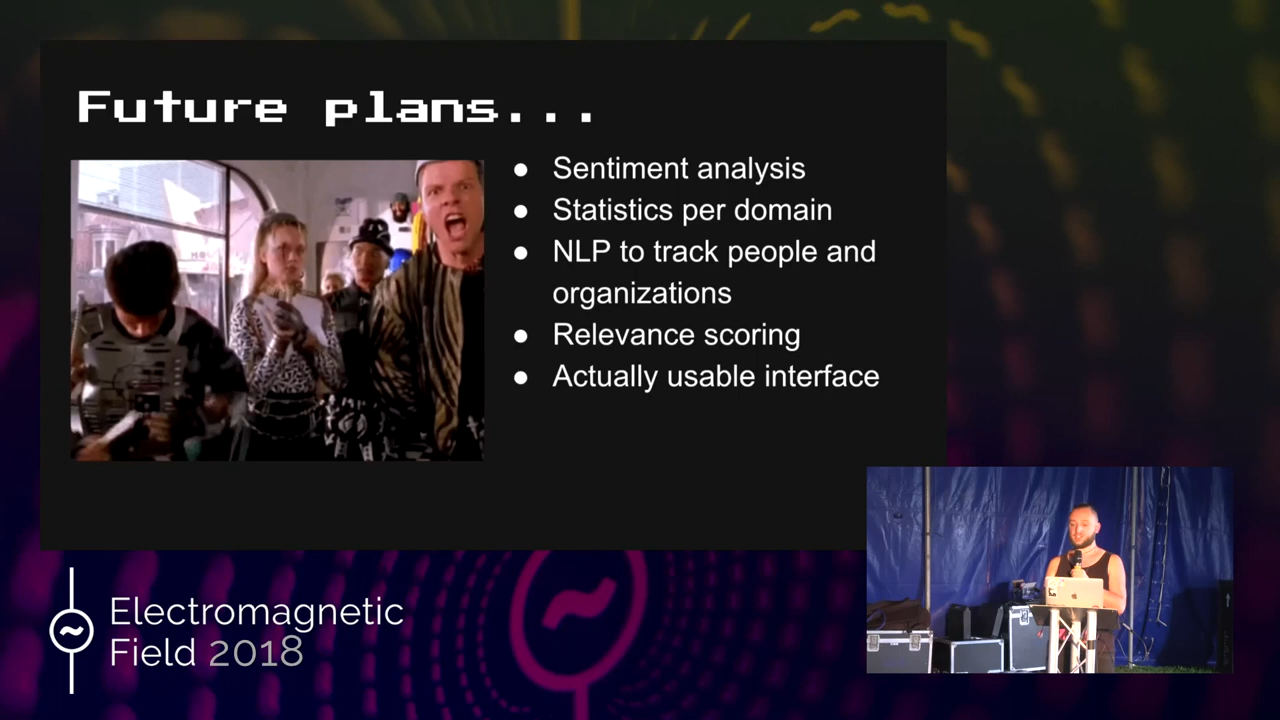 Future plans...
● Sentiment analysis
● Statistics per domain
● NLP to track people and
organizations
● Relevance scoring
● Actually usable interface
Electromagnetic
Field 2018